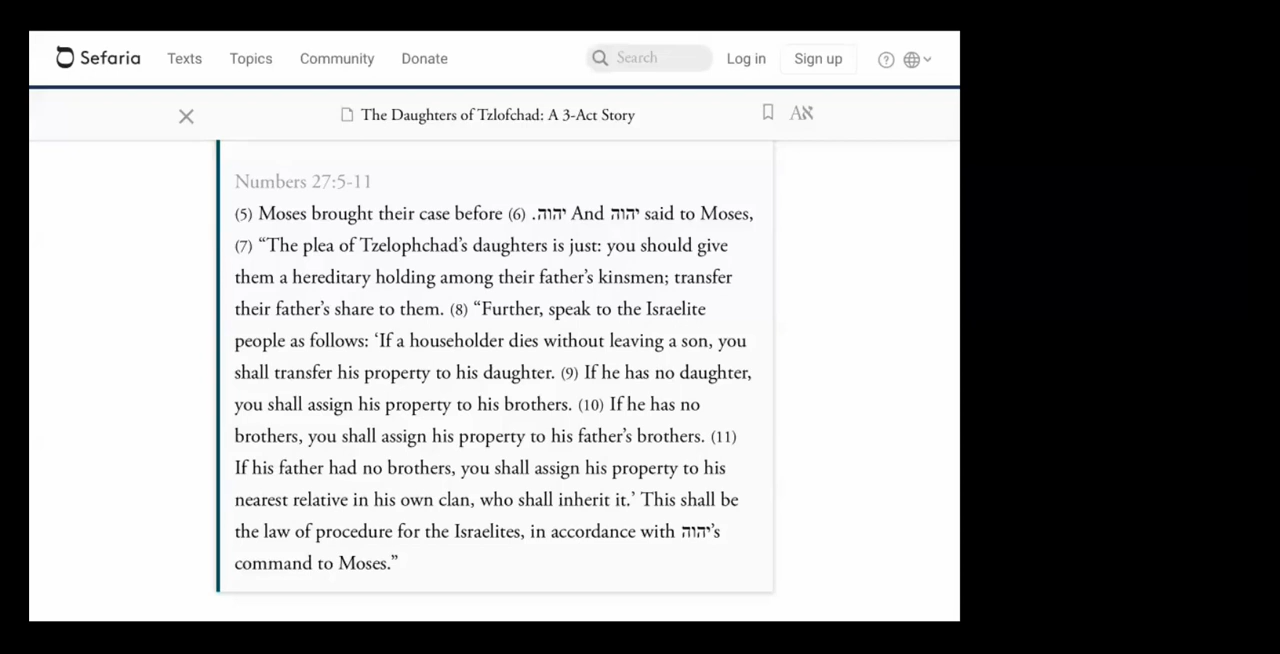 Sefaria Texts Topics Community Donate Search Log in Sign up
The Daughters of Tzlofchad: A 3-Act Story Aא
Numbers 27:5-11
(5) Moses brought their case before (6) .יהוה And יהוה said to Moses,
(7) “The plea of Tzelophchad’s daughters is just: you should give
them a hereditary holding among their father’s kinsmen; transfer
their father’s share to them. (8) “Further, speak to the Israelite
people as follows: ‘If a householder dies without leaving a son, you
shall transfer his property to his daughter. (9) If he has no daughter,
you shall assign his property to his brothers. (10) If he has no
brothers, you shall assign his property to his father’s brothers. (11)
If his father had no brothers, you shall assign his property to his
nearest relative in his own clan, who shall inherit it.’ This shall be
the law of procedure for the Israelites, in accordance with יהוה’s
command to Moses.”